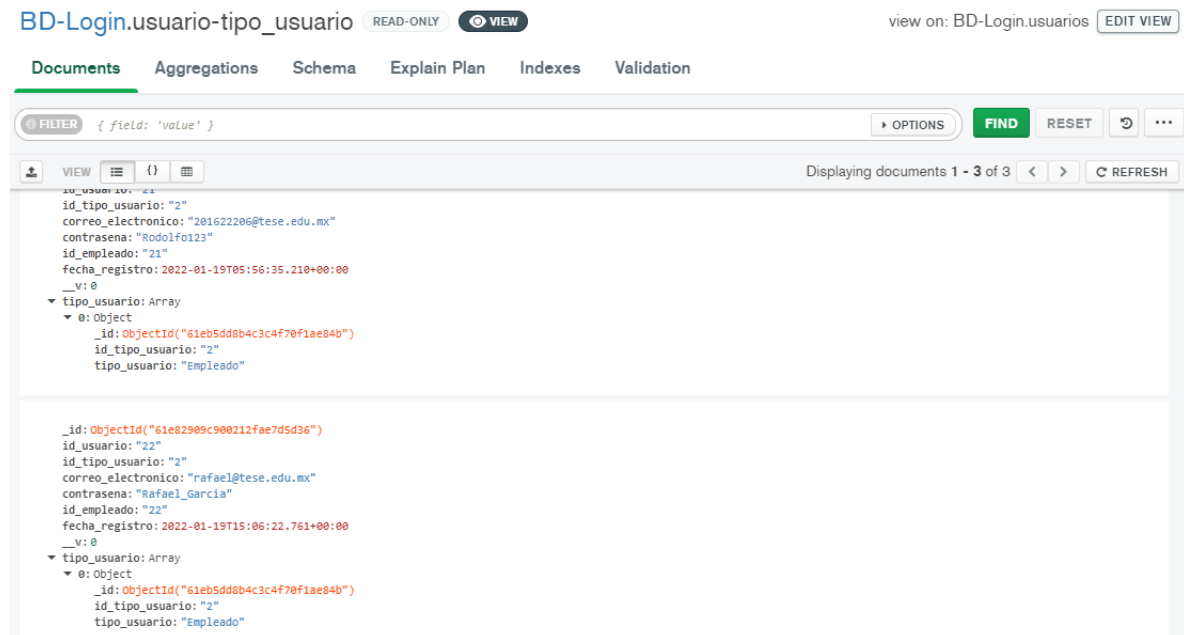 BD-Login.usuario-tipo_usuario READ-ONLY VIEW view on: BD-Login.usuarios EDIT VIEW
Documents Aggregations Schema Explain Plan Indexes Validation
FILTER { field: 'value' } OPTIONS FIND RESET ...
VIEW {} Displaying documents 1 - 3 of 3 < > REFRESH
id_usuario: "21"
id_tipo_usuario: "2"
correo_electronico: "201622206@tese.edu.mx"
contrasena: "Rodolfo123"
id_empleado: "21"
fecha_registro: 2022-01-19T05:56:35.210+00:00
__v: 0
tipo_usuario: Array
0: Object
_id: ObjectId("61eb5dd8b4c3c4f70f1ae84b")
id_tipo_usuario: "2"
tipo_usuario: "Empleado"
_id: ObjectId("61e82909c900212fae7d5d36")
id_usuario: "22"
id_tipo_usuario: "2"
correo_electronico: "rafael@tese.edu.mx"
contrasena: "Rafael_Garcia"
id_empleado: "22"
fecha_registro: 2022-01-19T15:06:22.761+00:00
__v: 0
tipo_usuario: Array
0: Object
_id: ObjectId("61eb5dd8b4c3c4f70f1ae84b")
id_tipo_usuario: "2"
tipo_usuario: "Empleado"